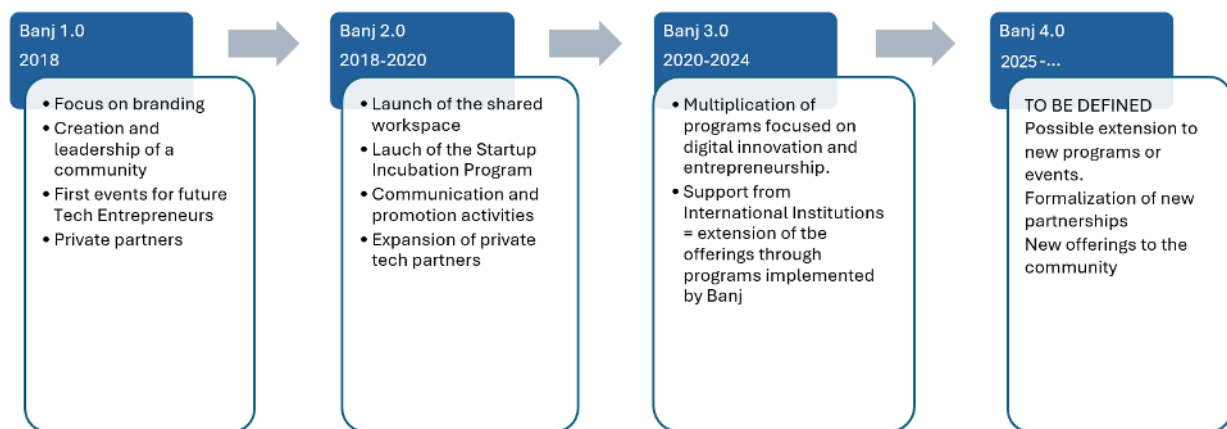 Banj 1.0
2018
• Focus on branding
• Creation and
leadership of a
community
• First events for future
Tech Entrepreneurs
• Private partners
Banj 2.0
2018-2020
• Launch of the shared
workspace
• Lauch of the Startup
Incubation Program
• Communication and
promotion activities
• Expansion of private
tech partners
Banj 3.0
2020-2024
• Multiplication of
programs focused on
digital innovation and
entrepreneurship.
• Support from
International Institutions
= extension of tbe
offerings through
programs implemented
by Banj
Banj 4.0
2025-...
TO BE DEFINED
Possible extension to
new programs or
events.
Formalization of new
partnerships
New offerings to the
community